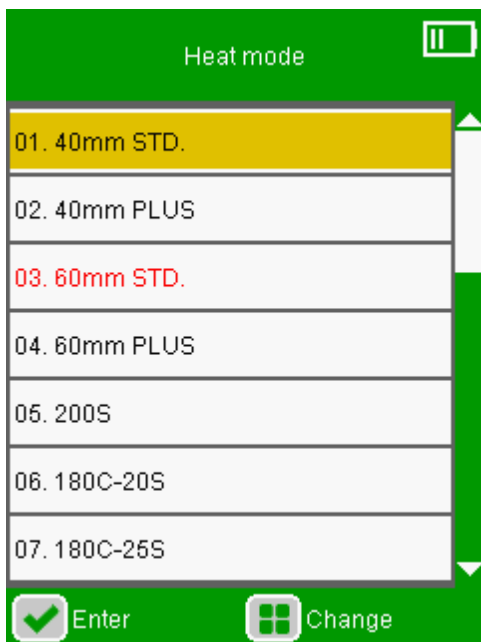 Heat mode
01. 40mm STD.
02. 40mm PLUS
03. 60mm STD.
04. 60mm PLUS
05. 200S
06. 180C-20S
07. 180C-25S
Enter Change